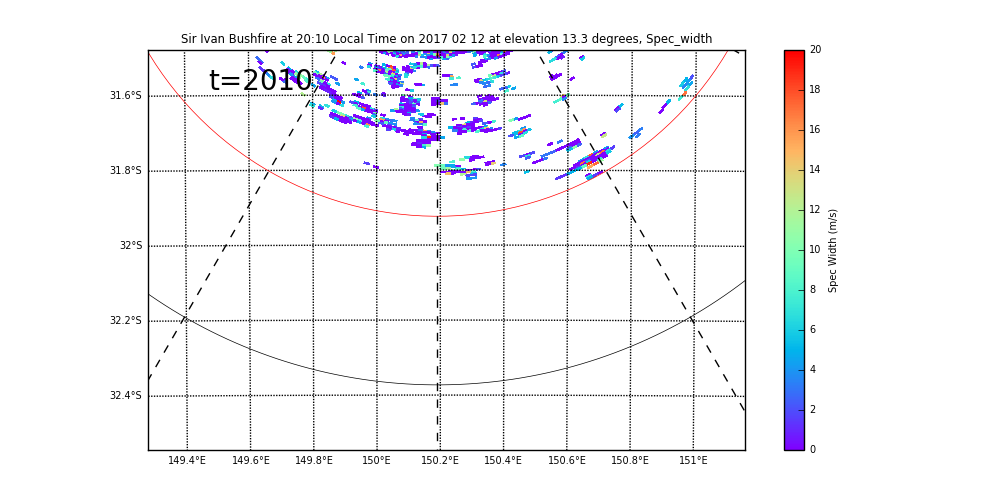 Sir Ivan Bushfire at 20:10 Local Time on 2017 02 12 at elevation 13.3 degrees, Spec_width
t=2010
31.6°S
31.8°S
32°S
32.2°S
32.4°S
149.4°E 149.6°E 149.8°E 150°E 150.2°E 150.4°E 150.6°E 150.8°E 151°E
20
18
16
14
12
10
8
6
4
2
0
Spec Width (m/s)